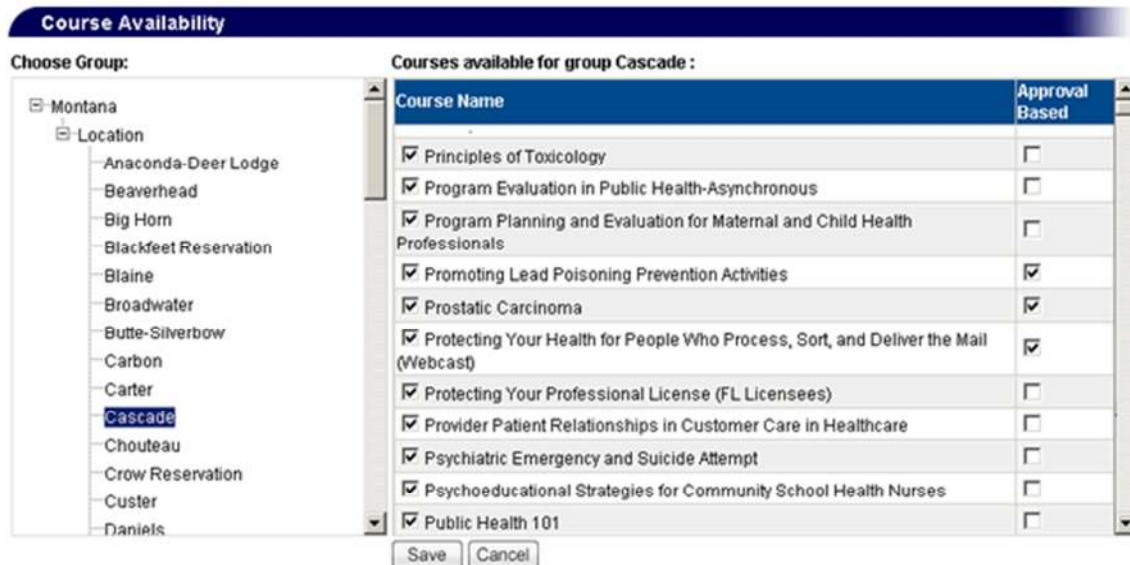 Course Availability
Choose Group:
Montana
Location
Anaconda-Deer Lodge
Beaverhead
Big Horn
Blackfeet Reservation
Blaine
Broadwater
Butte-Silverbow
Carbon
Carter
Cascade
Chouteau
Crow Reservation
Custer
Daniels
Courses available for group Cascade :
Course Name
Approval
Based
Principles of Toxicology
Program Evaluation in Public Health-Asynchronous
Program Planning and Evaluation for Maternal and Child Health
Professionals
Promoting Lead Poisoning Prevention Activities
Prostatic Carcinoma
Protecting Your Health for People Who Process, Sort, and Deliver the Mail
(Webcast)
Protecting Your Professional License (FL Licensees)
Provider Patient Relationships in Customer Care in Healthcare
Psychiatric Emergency and Suicide Attempt
Psychoeducational Strategies for Community School Health Nurses
Public Health 101
Save
Cancel